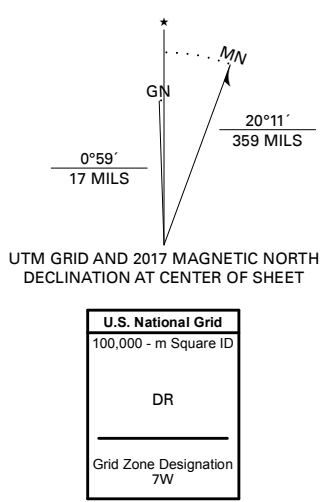 ★
MN
GN
20°11´
359 MILS
0°59´
17 MILS
UTM GRID AND 2017 MAGNETIC NORTH
DECLINATION AT CENTER OF SHEET
U.S. National Grid
100,000 - m Square ID
DR
Grid Zone Designation
7W